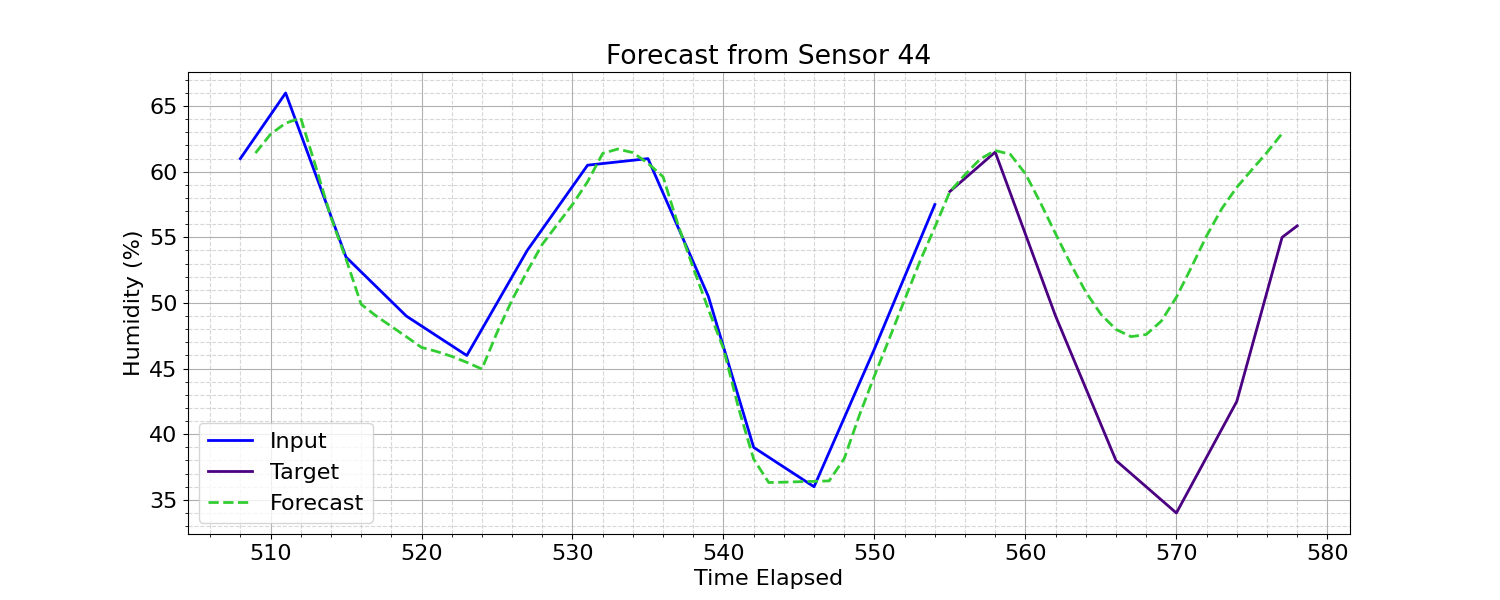 Forecast from Sensor 44
Humidity (%)
65
60
55
50
45
40
35
Input
Target
Forecast
510 520 530 540 550 560 570 580
Time Elapsed